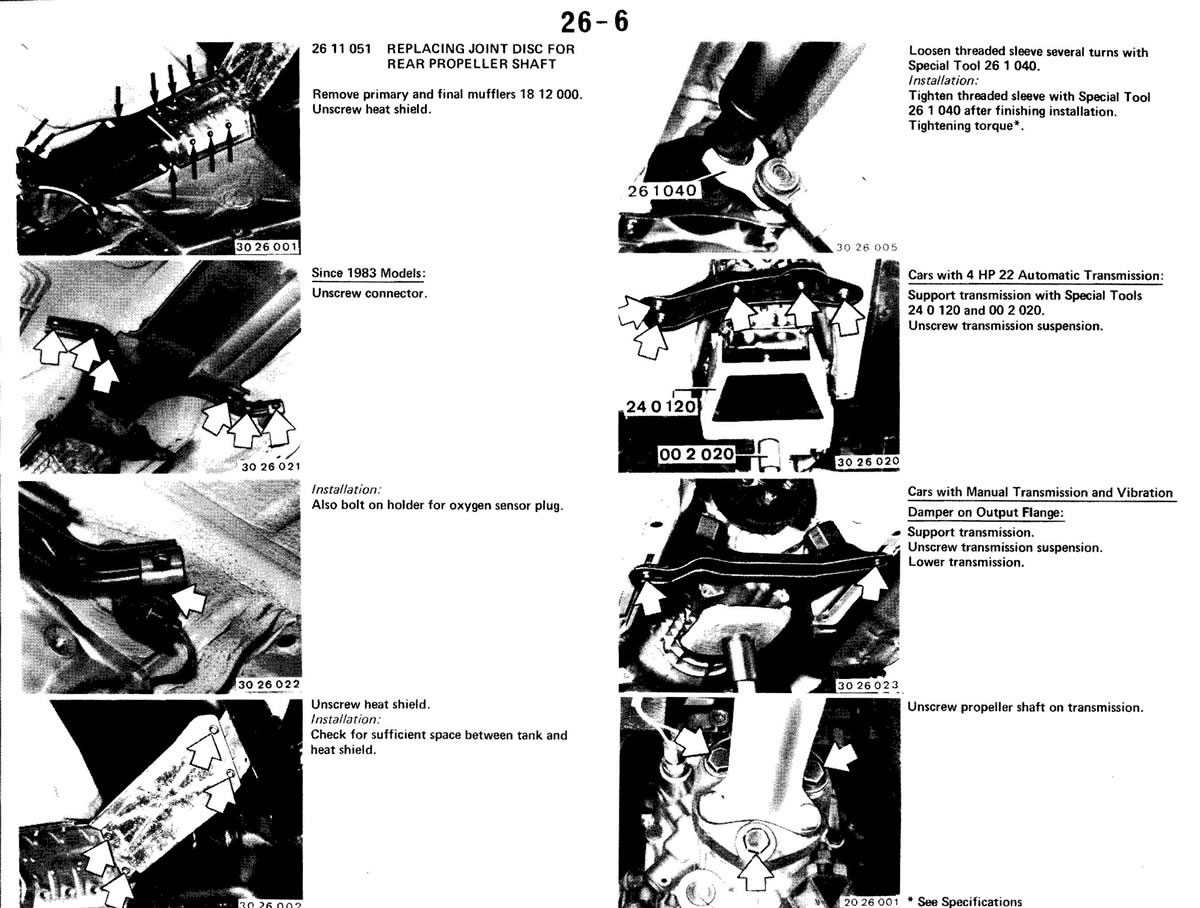 26-6
26 11 051 REPLACING JOINT DISC FOR
REAR PROPELLER SHAFT
Remove primary and final mufflers 18 12 000.
Unscrew heat shield.
30 26 001
Since 1983 Models:
Unscrew connector.
30 26 021
Installation:
Also bolt on holder for oxygen sensor plug.
30 26 022
Unscrew heat shield.
Installation:
Check for sufficient space between tank and
heat shield.
30 26 002
Loosen threaded sleeve several turns with
Special Tool 26 1 040.
Installation:
Tighten threaded sleeve with Special Tool
26 1 040 after finishing installation.
Tightening torque*.
26 1 040
30 26 005
Cars with 4 HP 22 Automatic Transmission:
Support transmission with Special Tools
24 0 120 and 00 2 020.
Unscrew transmission suspension.
24 0 120
00 2 020
30 26 020
Cars with Manual Transmission and Vibration
Damper on Output Flange:
Support transmission.
Unscrew transmission suspension.
Lower transmission.
30 26 023
Unscrew propeller shaft on transmission.
20 26 001
* See Specifications